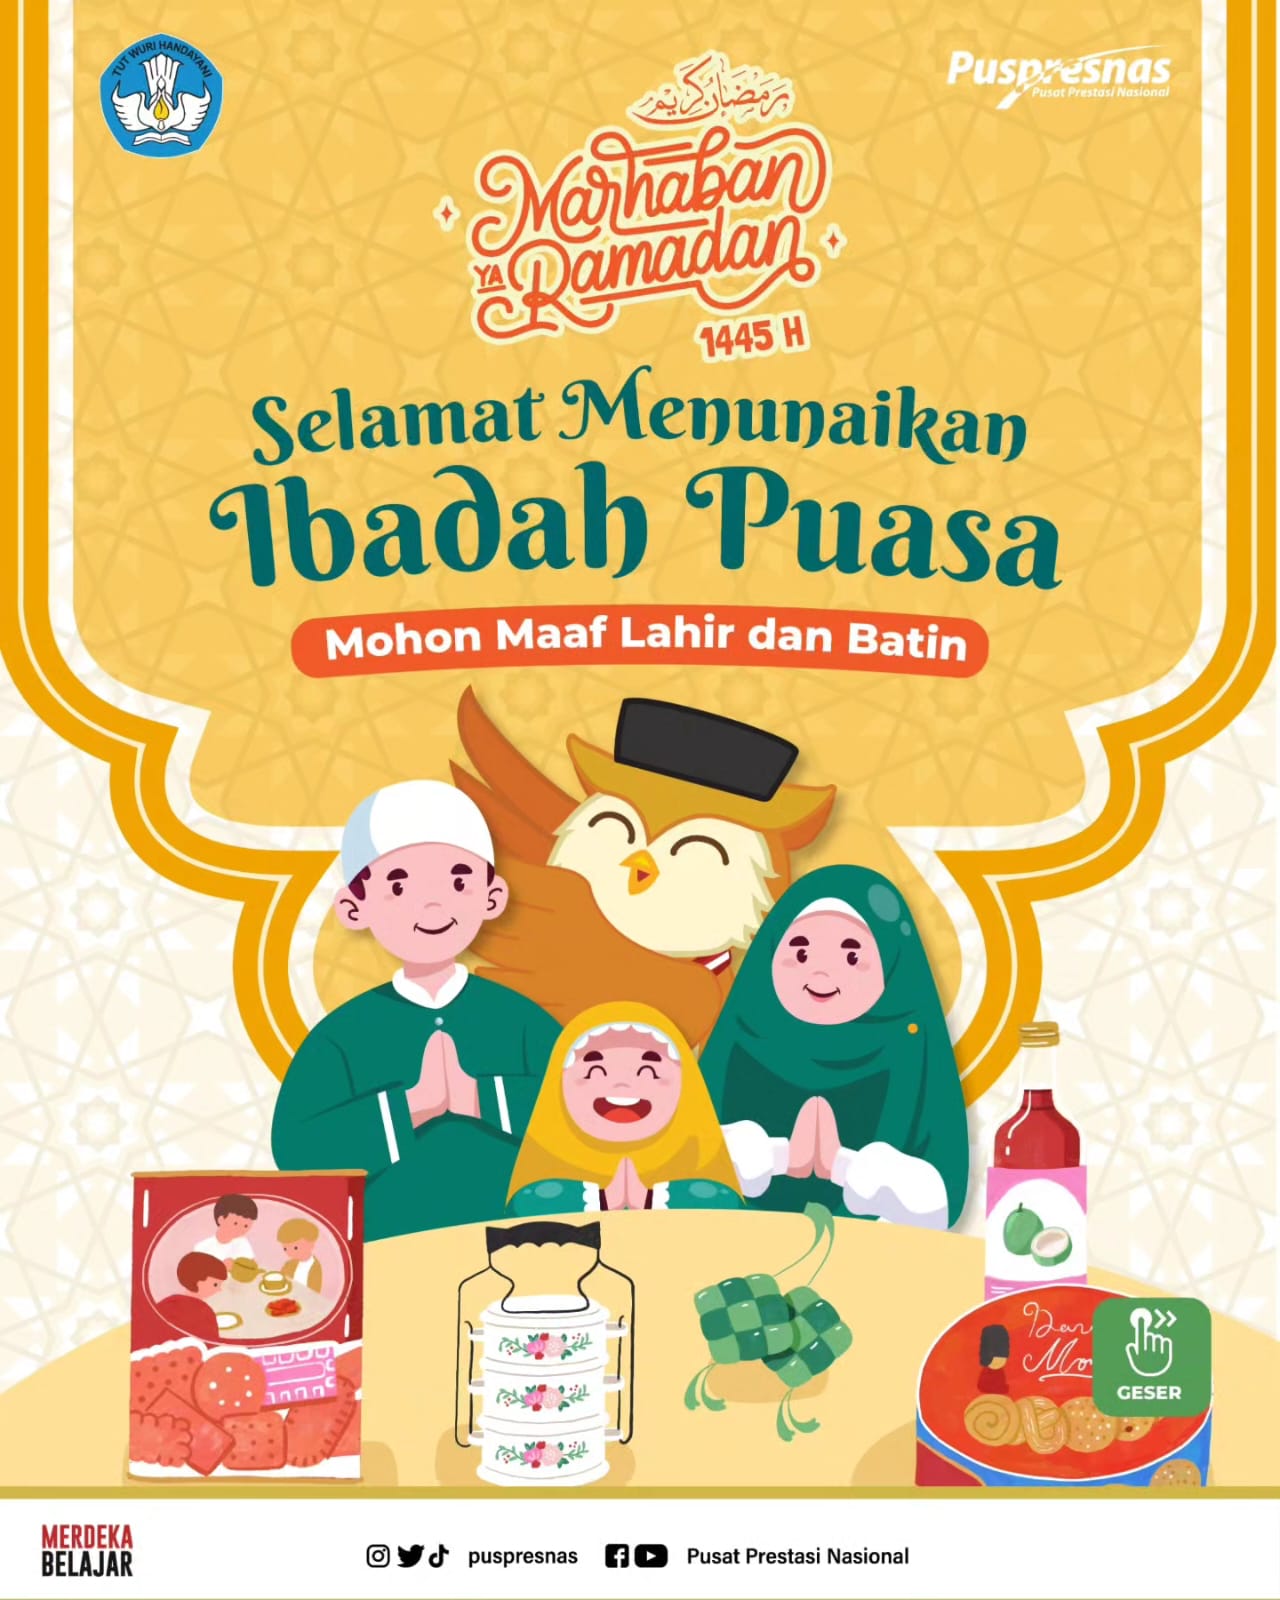 TUT WURI HANDAYANI
Puspresnas
Pusat Prestasi Nasional
رمضان كريم
Marhaban
YA Ramadan
1445 H
Selamat Menunaikan
Ibadah Puasa
Mohon Maaf Lahir dan Batin
GESER
MERDEKA
BELAJAR
puspresnas
Pusat Prestasi Nasional